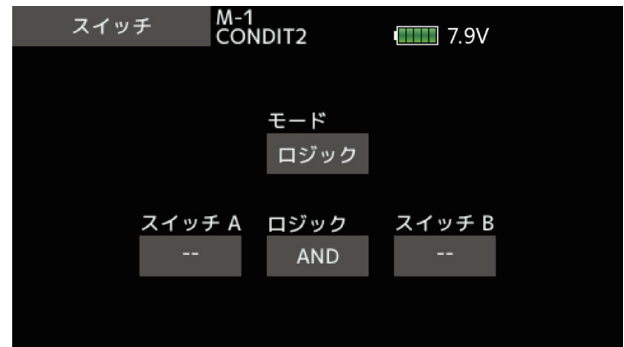 スイッチ
M-1
CONDIT2
7.9V
モード
ロジック
スイッチ A ロジック スイッチ B
-- AND --